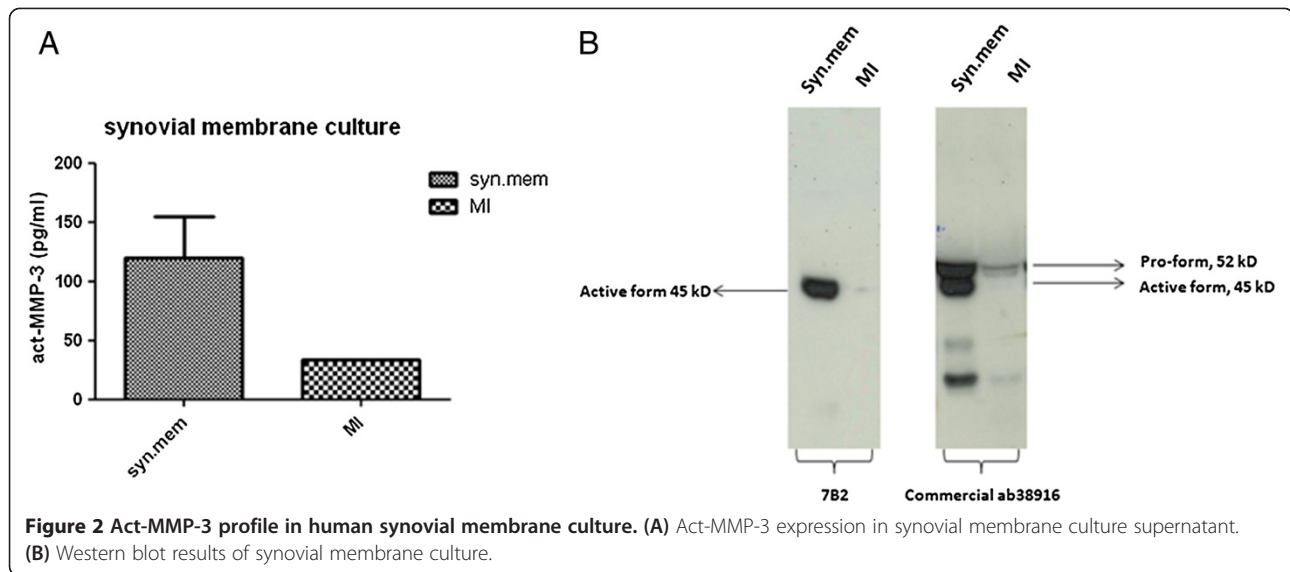 A
synovial membrane culture
act-MMP-3 (pg/ml)
200
150
100
50
0
syn.mem
MI
syn.mem
MI
B
Syn.mem
MI
Syn.mem
MI
Active form 45 kD
Pro-form, 52 kD
Active form, 45 kD
7B2
Commercial ab38916
Figure 2 Act-MMP-3 profile in human synovial membrane culture. (A) Act-MMP-3 expression in synovial membrane culture supernatant.
(B) Western blot results of synovial membrane culture.